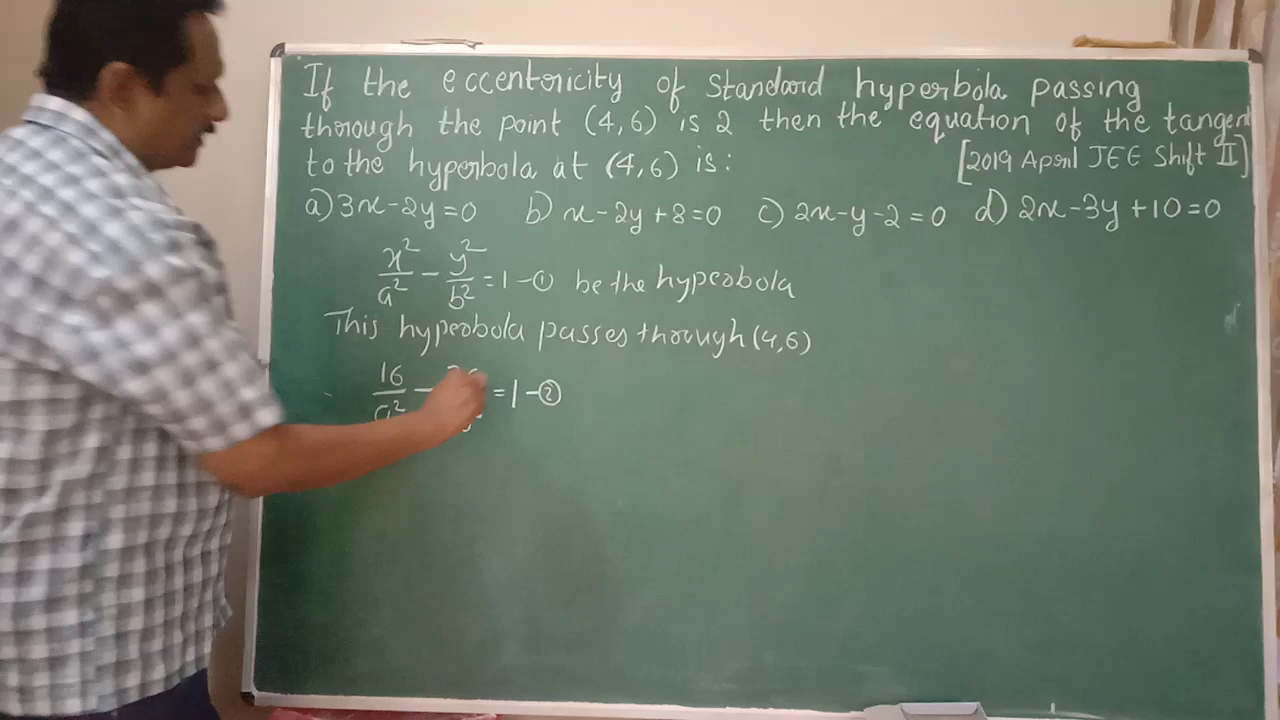 If the eccentricity of Standard hyperbola passing
through the point (4,6) is 2 then the equation of the tangent
to the hyperbola at (4,6) is: [2019 April JEE Shift II]
a) 3x-2y=0 b) x-2y+8=0 c) 2x-y-2=0 d) 2x-3y+10=0
x²/a² - y²/b² = 1 -① be the hyperbola
This hyperbola passes through (4,6)
16/a² - = 1 -②